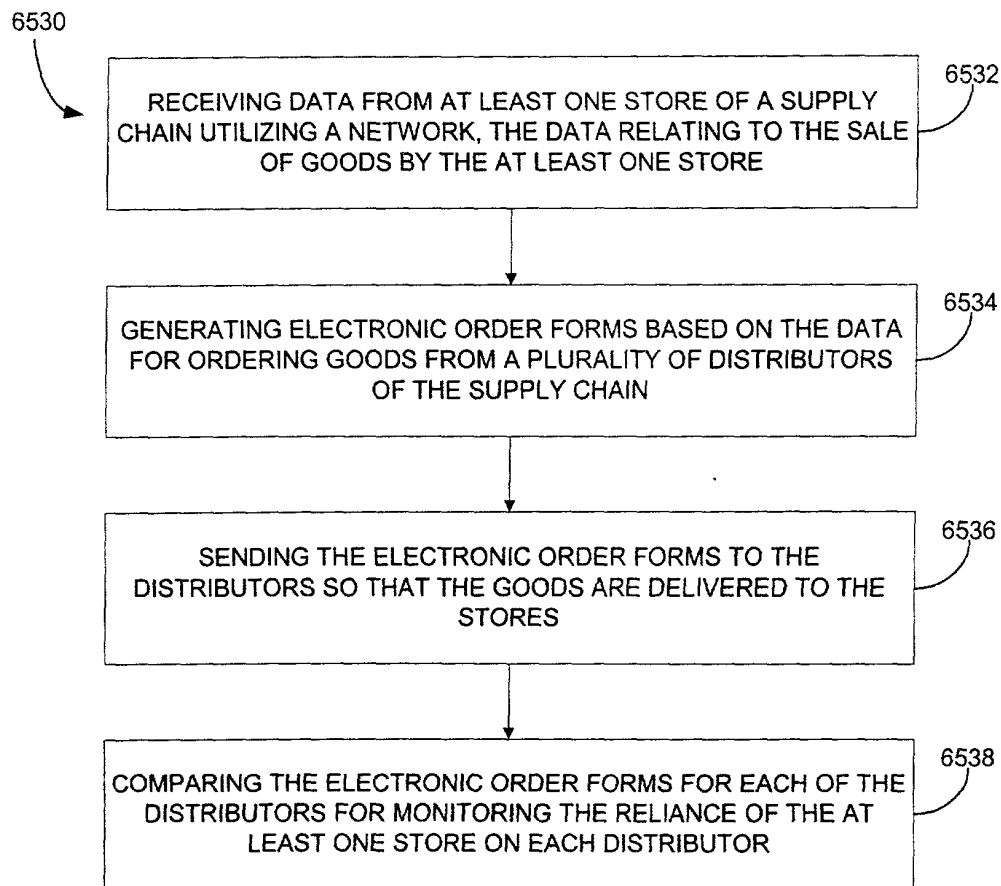 6530
6532
RECEIVING DATA FROM AT LEAST ONE STORE OF A SUPPLY
CHAIN UTILIZING A NETWORK, THE DATA RELATING TO THE SALE
OF GOODS BY THE AT LEAST ONE STORE
6534
GENERATING ELECTRONIC ORDER FORMS BASED ON THE DATA
FOR ORDERING GOODS FROM A PLURALITY OF DISTRIBUTORS
OF THE SUPPLY CHAIN
6536
SENDING THE ELECTRONIC ORDER FORMS TO THE
DISTRIBUTORS SO THAT THE GOODS ARE DELIVERED TO THE
STORES
6538
COMPARING THE ELECTRONIC ORDER FORMS FOR EACH OF THE
DISTRIBUTORS FOR MONITORING THE RELIANCE OF THE AT
LEAST ONE STORE ON EACH DISTRIBUTOR